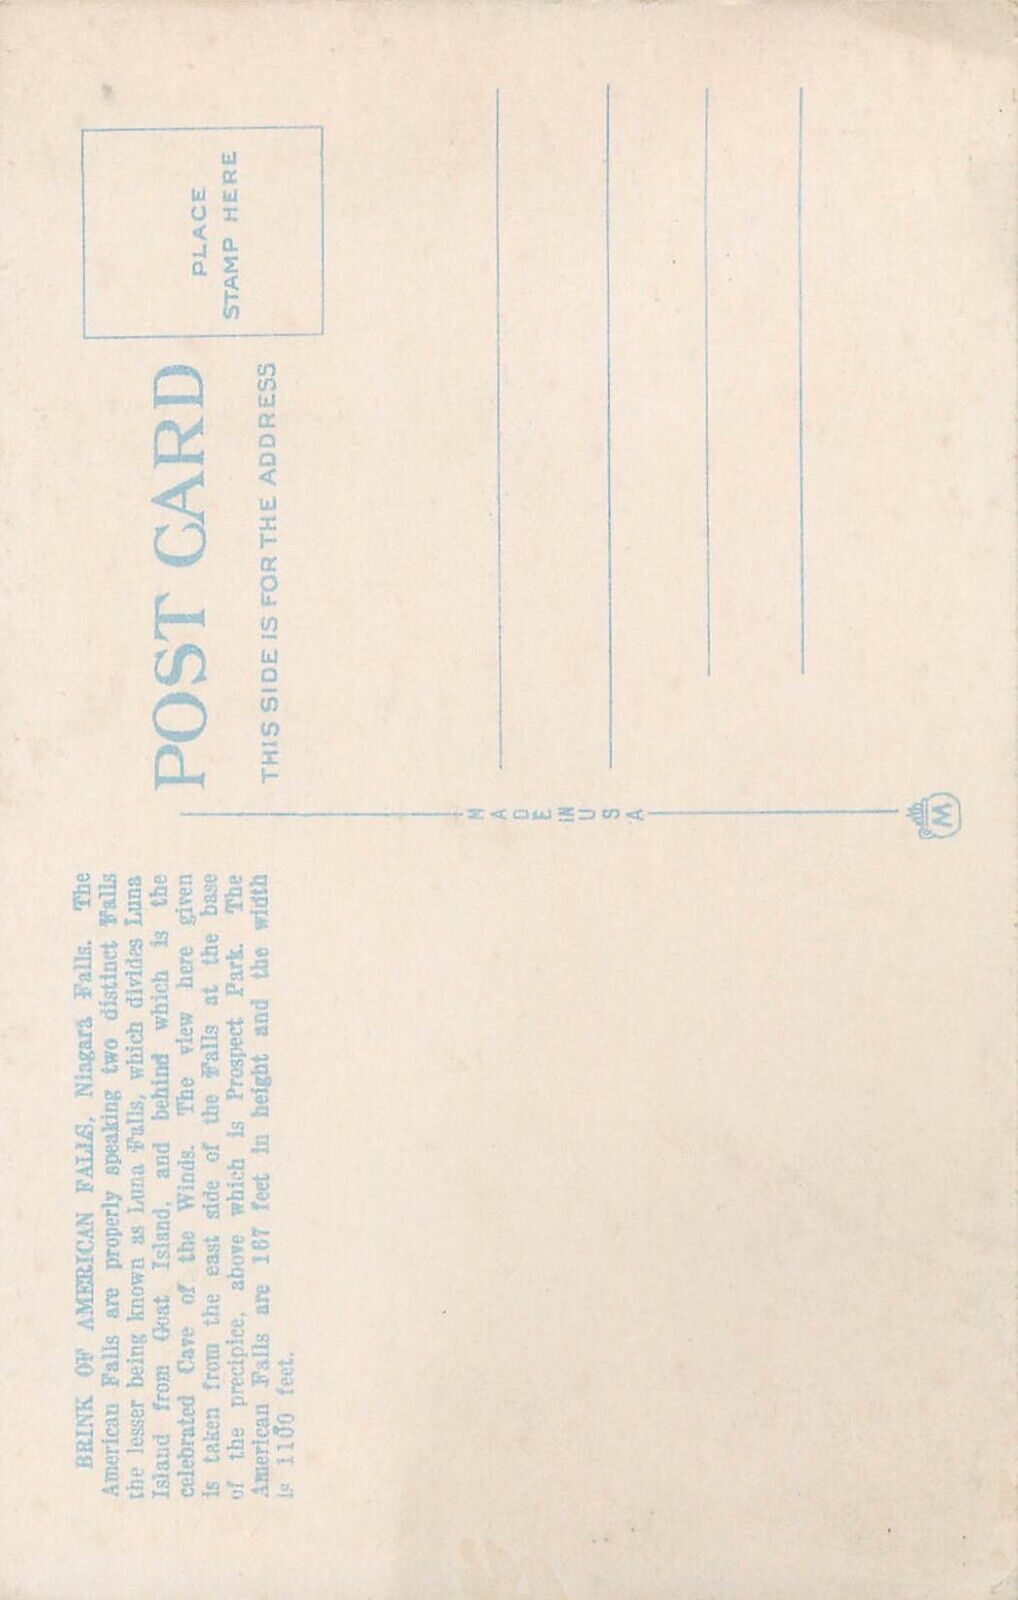 BRINK OF AMERICAN FALLS, Niagara Falls. The
American Falls are properly speaking two distinct Falls
the lesser being known as Luna Falls, which divides Luna
Island from Goat Island, and behind which is the
celebrated Cave of the Winds. The view here given
is taken from the east side of the Falls at the base
of the precipice, above which is Prospect Park. The
American Falls are 167 feet in height and the width
is 1100 feet.
POST CARD
THIS SIDE IS FOR THE ADDRESS
PLACE
STAMP HERE
MADE IN USA
W